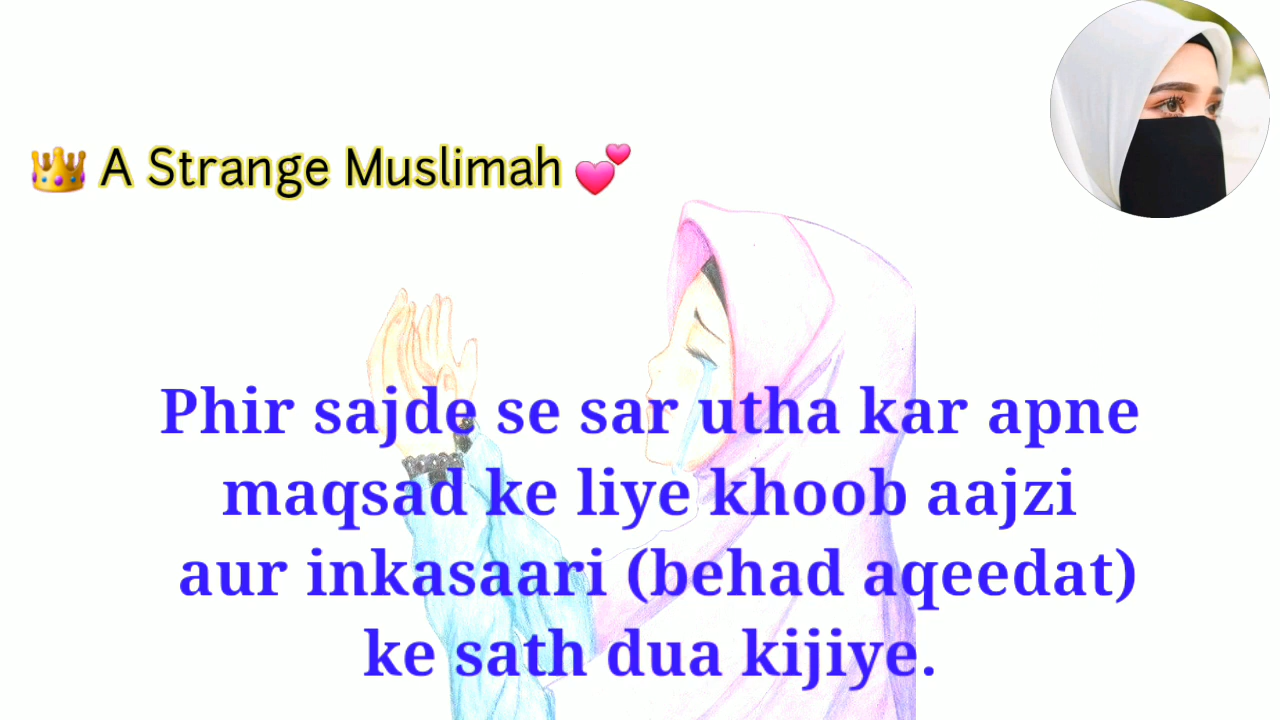 👑 A Strange Muslimah 💕
Phir sajde se sar utha kar apne
maqsad ke liye khoob aajzi
aur inkasaari (behad aqeedat)
ke sath dua kijiye.